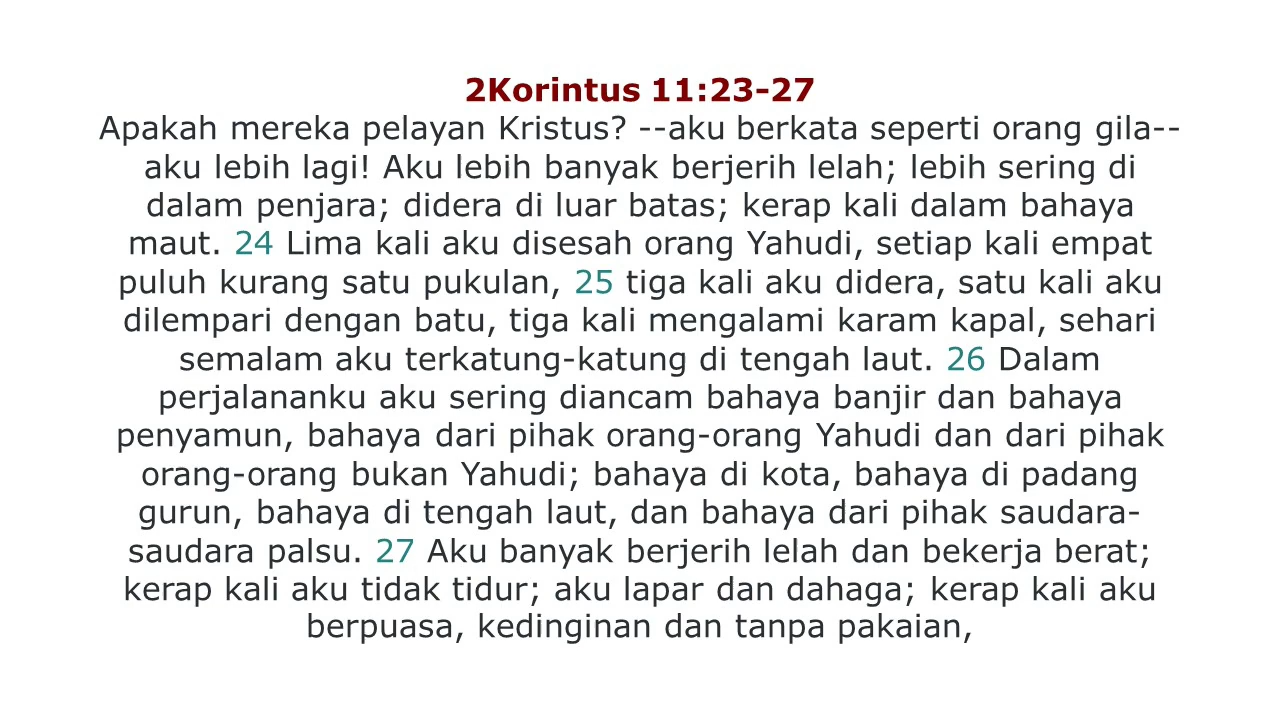 2Korintus 11:23-27
Apakah mereka pelayan Kristus? --aku berkata seperti orang gila--
aku lebih lagi! Aku lebih banyak berjerih lelah; lebih sering di
dalam penjara; didera di luar batas; kerap kali dalam bahaya
maut. 24 Lima kali aku disesah orang Yahudi, setiap kali empat
puluh kurang satu pukulan, 25 tiga kali aku didera, satu kali aku
dilempari dengan batu, tiga kali mengalami karam kapal, sehari
semalam aku terkatung-katung di tengah laut. 26 Dalam
perjalananku aku sering diancam bahaya banjir dan bahaya
penyamun, bahaya dari pihak orang-orang Yahudi dan dari pihak
orang-orang bukan Yahudi; bahaya di kota, bahaya di padang
gurun, bahaya di tengah laut, dan bahaya dari pihak saudara-
saudara palsu. 27 Aku banyak berjerih lelah dan bekerja berat;
kerap kali aku tidak tidur; aku lapar dan dahaga; kerap kali aku
berpuasa, kedinginan dan tanpa pakaian,